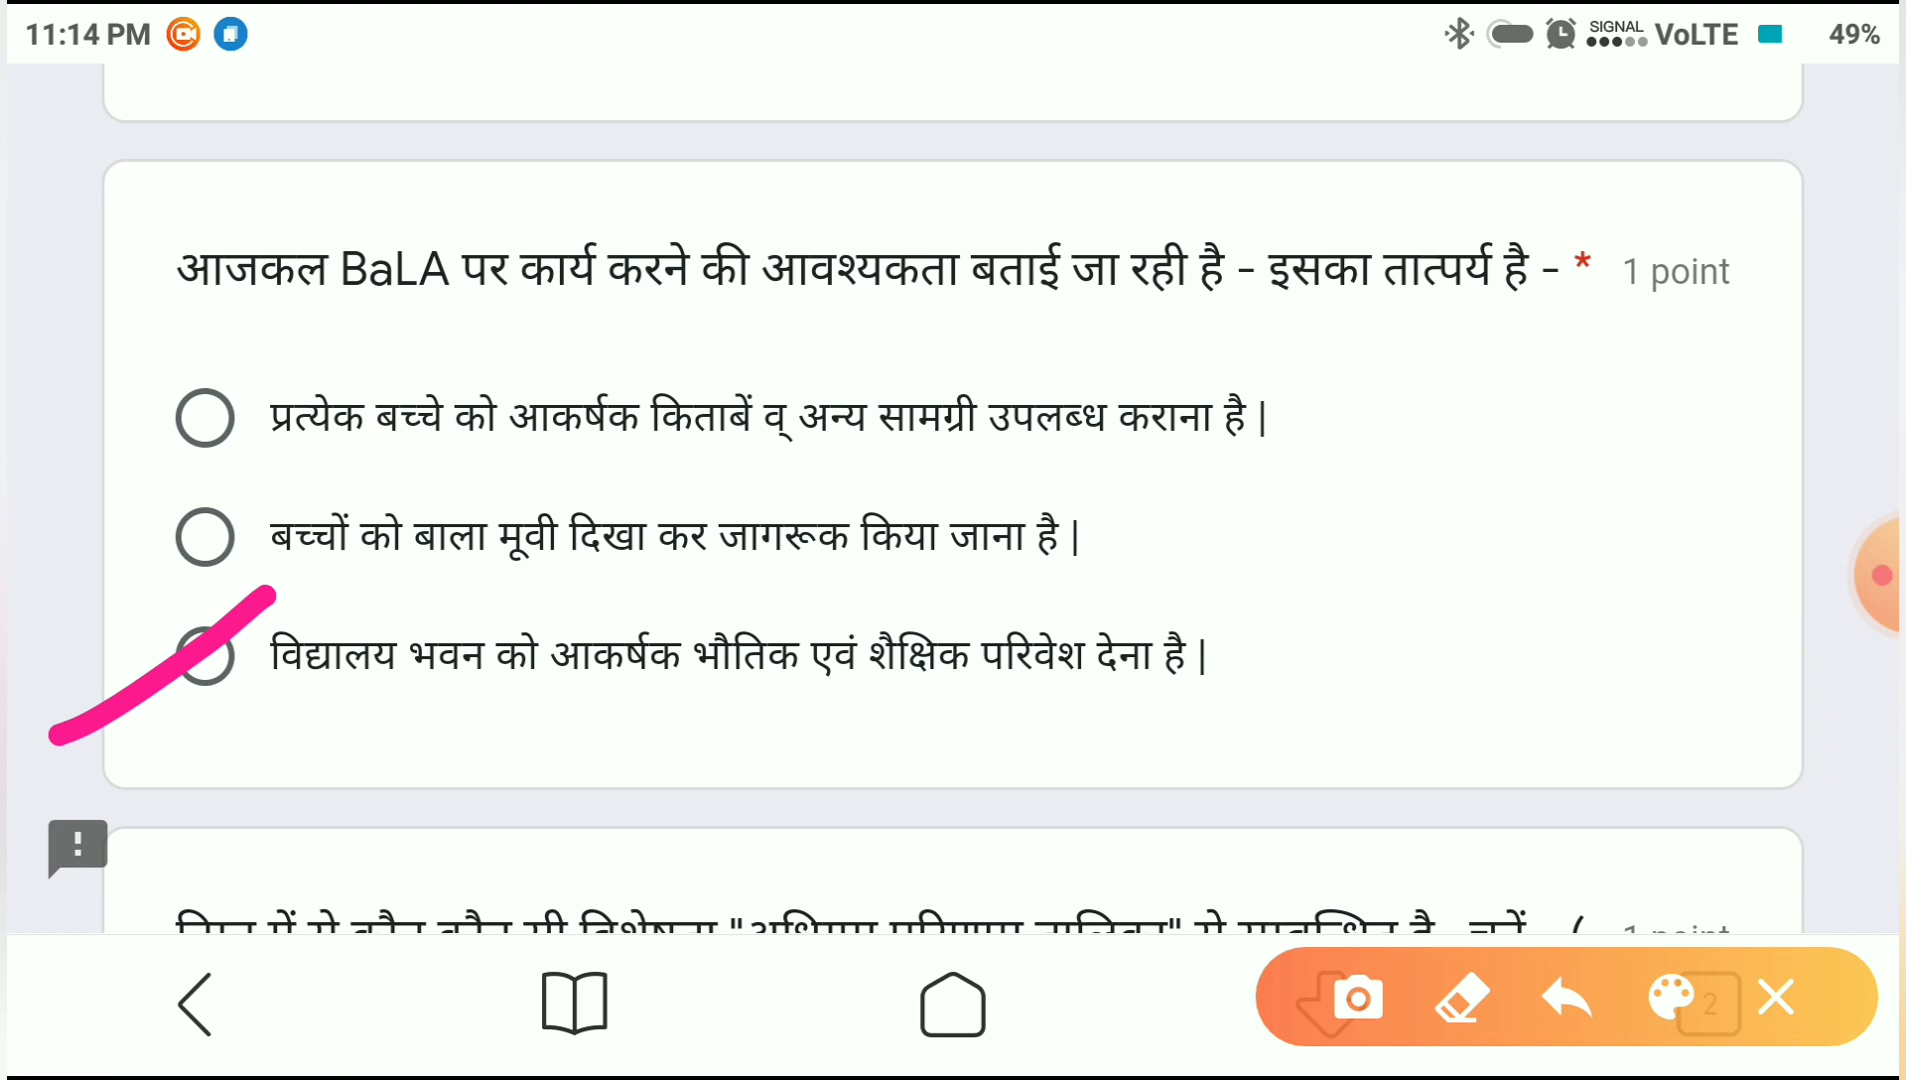 11:14 PM
SIGNAL VoLTE 49%
आजकल BaLA पर कार्य करने की आवश्यकता बताई जा रही है - इसका तात्पर्य है - * 1 point
प्रत्येक बच्चे को आकर्षक किताबें व् अन्य सामग्री उपलब्ध कराना है |
बच्चों को बाला मूवी दिखा कर जागरूक किया जाना है |
विद्यालय भवन को आकर्षक भौतिक एवं शैक्षिक परिवेश देना है |
!
2